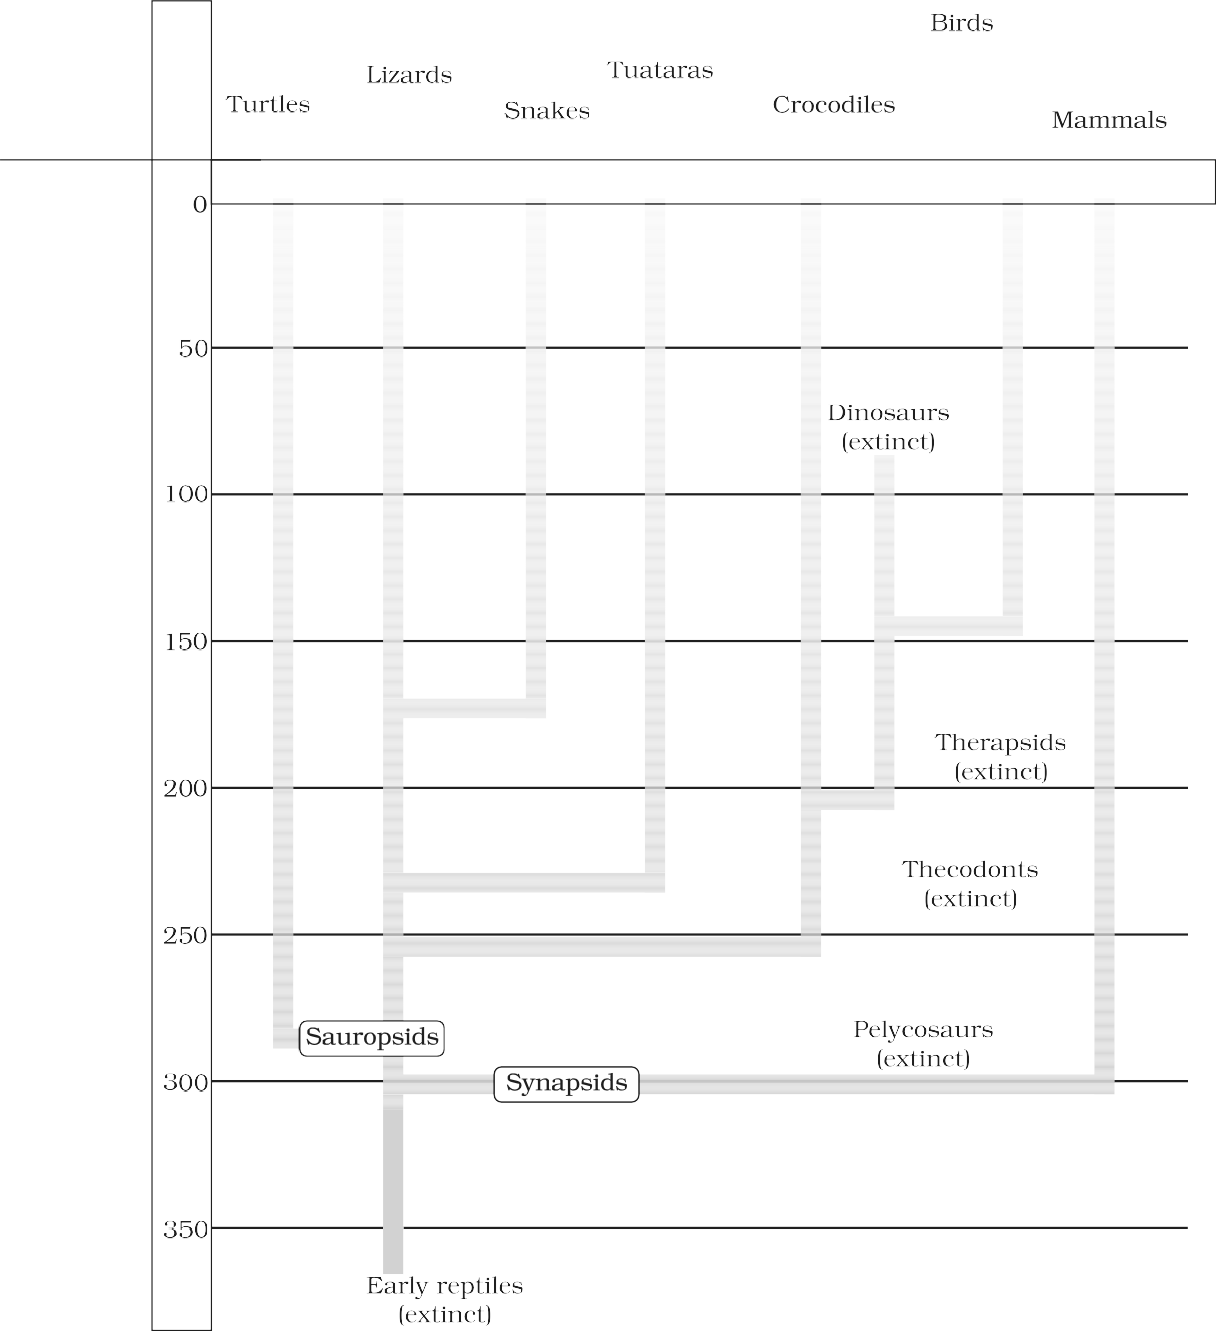 Birds
Lizards
Tuataras
Turtles
Snakes
Crocodiles
Mammals
0
50
Dinosaurs
(extinct)
100
150
Therapsids
(extinct)
200
Thecodonts
(extinct)
250
Sauropsids
Pelycosaurs
(extinct)
300
Synapsids
350
Early reptiles
(extinct)